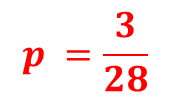 p = 3/28